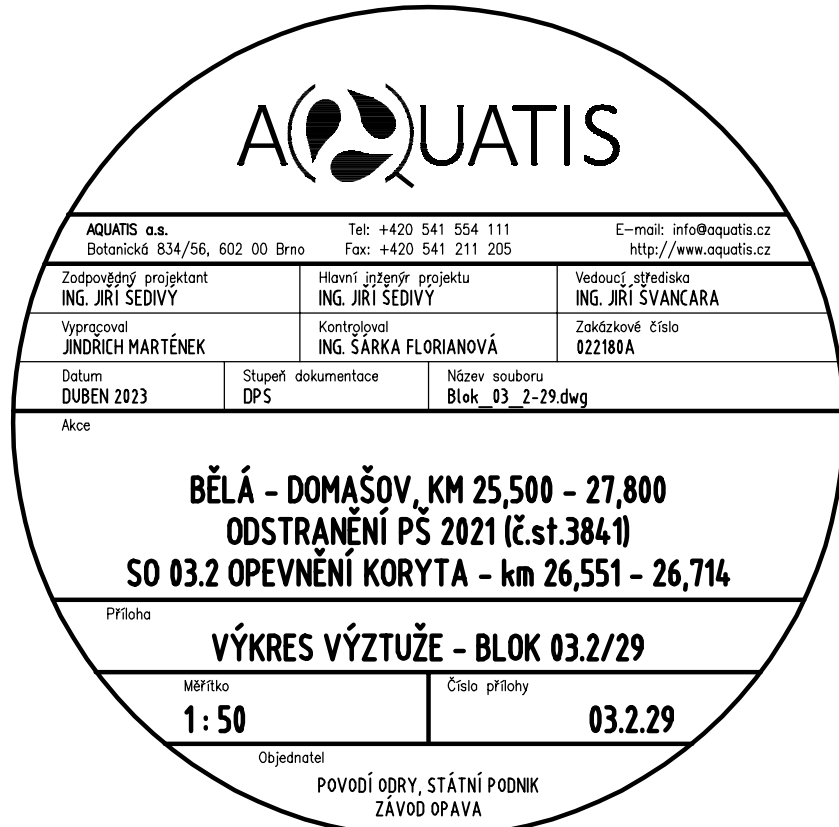 AQUATIS
AQUATIS a.s. Tel: +420 541 554 111 E-mail: info@aquatis.cz
Botanická 834/56, 602 00 Brno Fax: +420 541 211 205 http://www.aquatis.cz
Zodpovědný projektant Hlavní inženýr projektu Vedoucí střediska
ING. JIŘÍ ŠEDIVÝ ING. JIŘÍ ŠEDIVÝ ING. JIŘÍ ŠVANCARA
Vypracoval Kontroloval Zakázkové číslo
JINDŘICH MARTÉNEK ING. ŠÁRKA FLORIANOVÁ 022180A
Datum Stupeň dokumentace Název souboru
DUBEN 2023 DPS Blok_03_2-29.dwg
Akce
BĚLÁ - DOMAŠOV, KM 25,500 - 27,800
ODSTRANĚNÍ PŠ 2021 (č.st.3841)
SO 03.2 OPEVNĚNÍ KORYTA - km 26,551 - 26,714
Příloha
VÝKRES VÝZTUŽE - BLOK 03.2/29
Měřítko Číslo přílohy
1 : 50 03.2.29
Objednatel
POVODÍ ODRY, STÁTNÍ PODNIK
ZÁVOD OPAVA